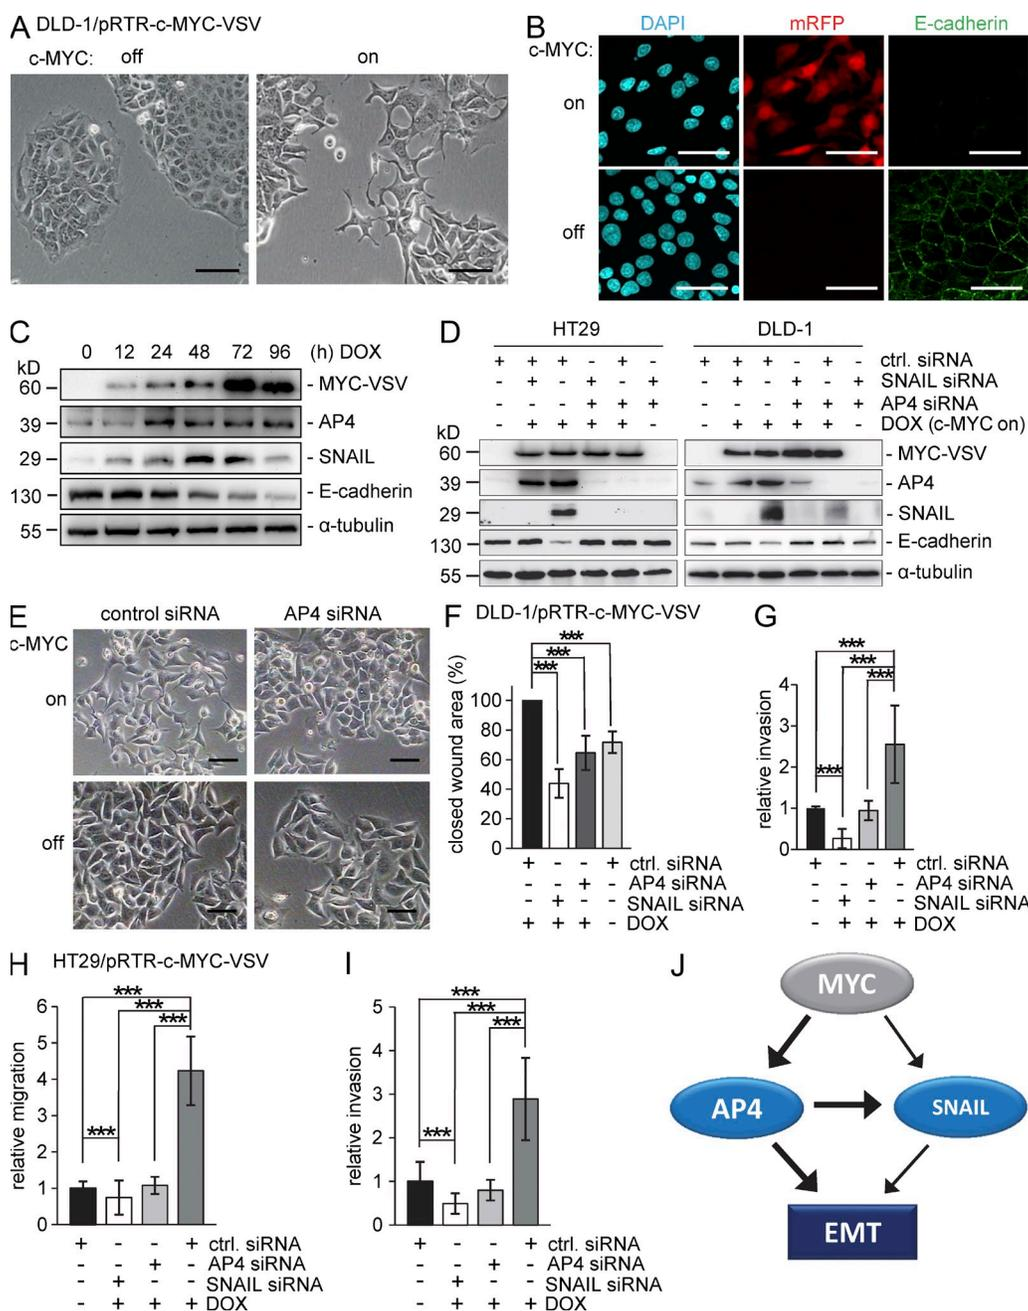 A DLD-1/pRTR-c-MYC-VSV
c-MYC: off on
B DAPI mRFP E-cadherin
c-MYC:
on
off
C
0 12 24 48 72 96 (h) DOX
kD
60 - MYC-VSV
39 - AP4
29 - SNAIL
130 - E-cadherin
55 - α-tubulin
D HT29 DLD-1
+ + + - + - + + + - + - ctrl. siRNA
- + - + - + - + - + - + SNAIL siRNA
- - - + + + - - - + + + AP4 siRNA
- + + + + - - + + + + - DOX (c-MYC on)
kD
60 - MYC-VSV
39 - AP4
29 - SNAIL
130 - E-cadherin
55 - α-tubulin
E control siRNA AP4 siRNA
c-MYC
on
off
F DLD-1/pRTR-c-MYC-VSV
***
***
***
closed wound area (%)
100
80
60
40
20
0
+ - - + ctrl. siRNA
- - + - AP4 siRNA
- + - - SNAIL siRNA
+ + + - DOX
G
***
***
***
***
relative invasion
4
3
2
1
0
+ - - + ctrl. siRNA
- - + - AP4 siRNA
- + - - SNAIL siRNA
- + + + DOX
H HT29/pRTR-c-MYC-VSV
***
***
***
***
relative migration
6
5
4
3
2
1
0
+ - - + ctrl. siRNA
- - + - AP4 siRNA
- + - - SNAIL siRNA
- + + + DOX
I
***
***
***
***
relative invasion
5
4
3
2
1
0
+ - - + ctrl. siRNA
- - + - AP4 siRNA
- + - - SNAIL siRNA
- + + + DOX
J
MYC
AP4 SNAIL
EMT